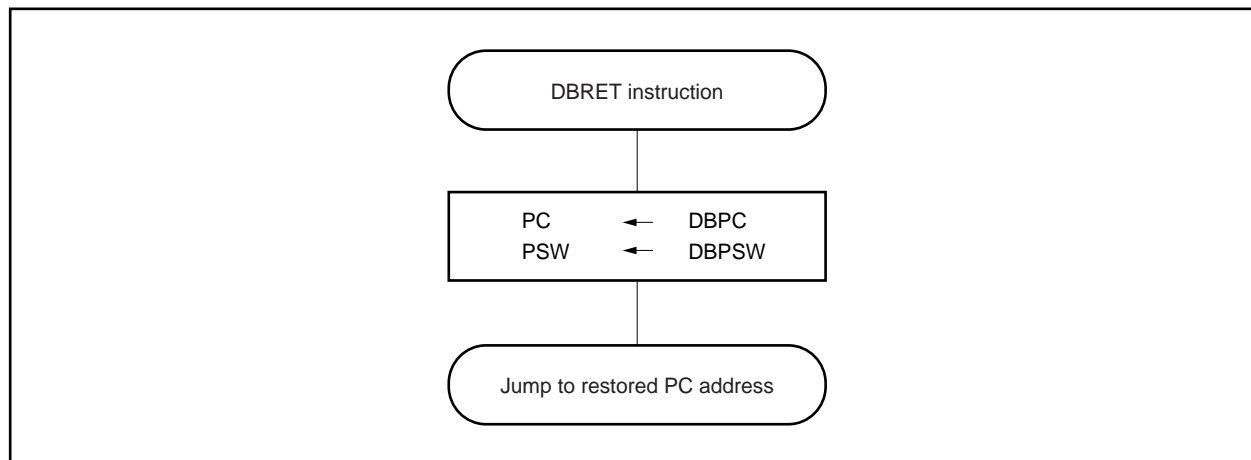 DBRET instruction
PC ← DBPC
PSW ← DBPSW
Jump to restored PC address